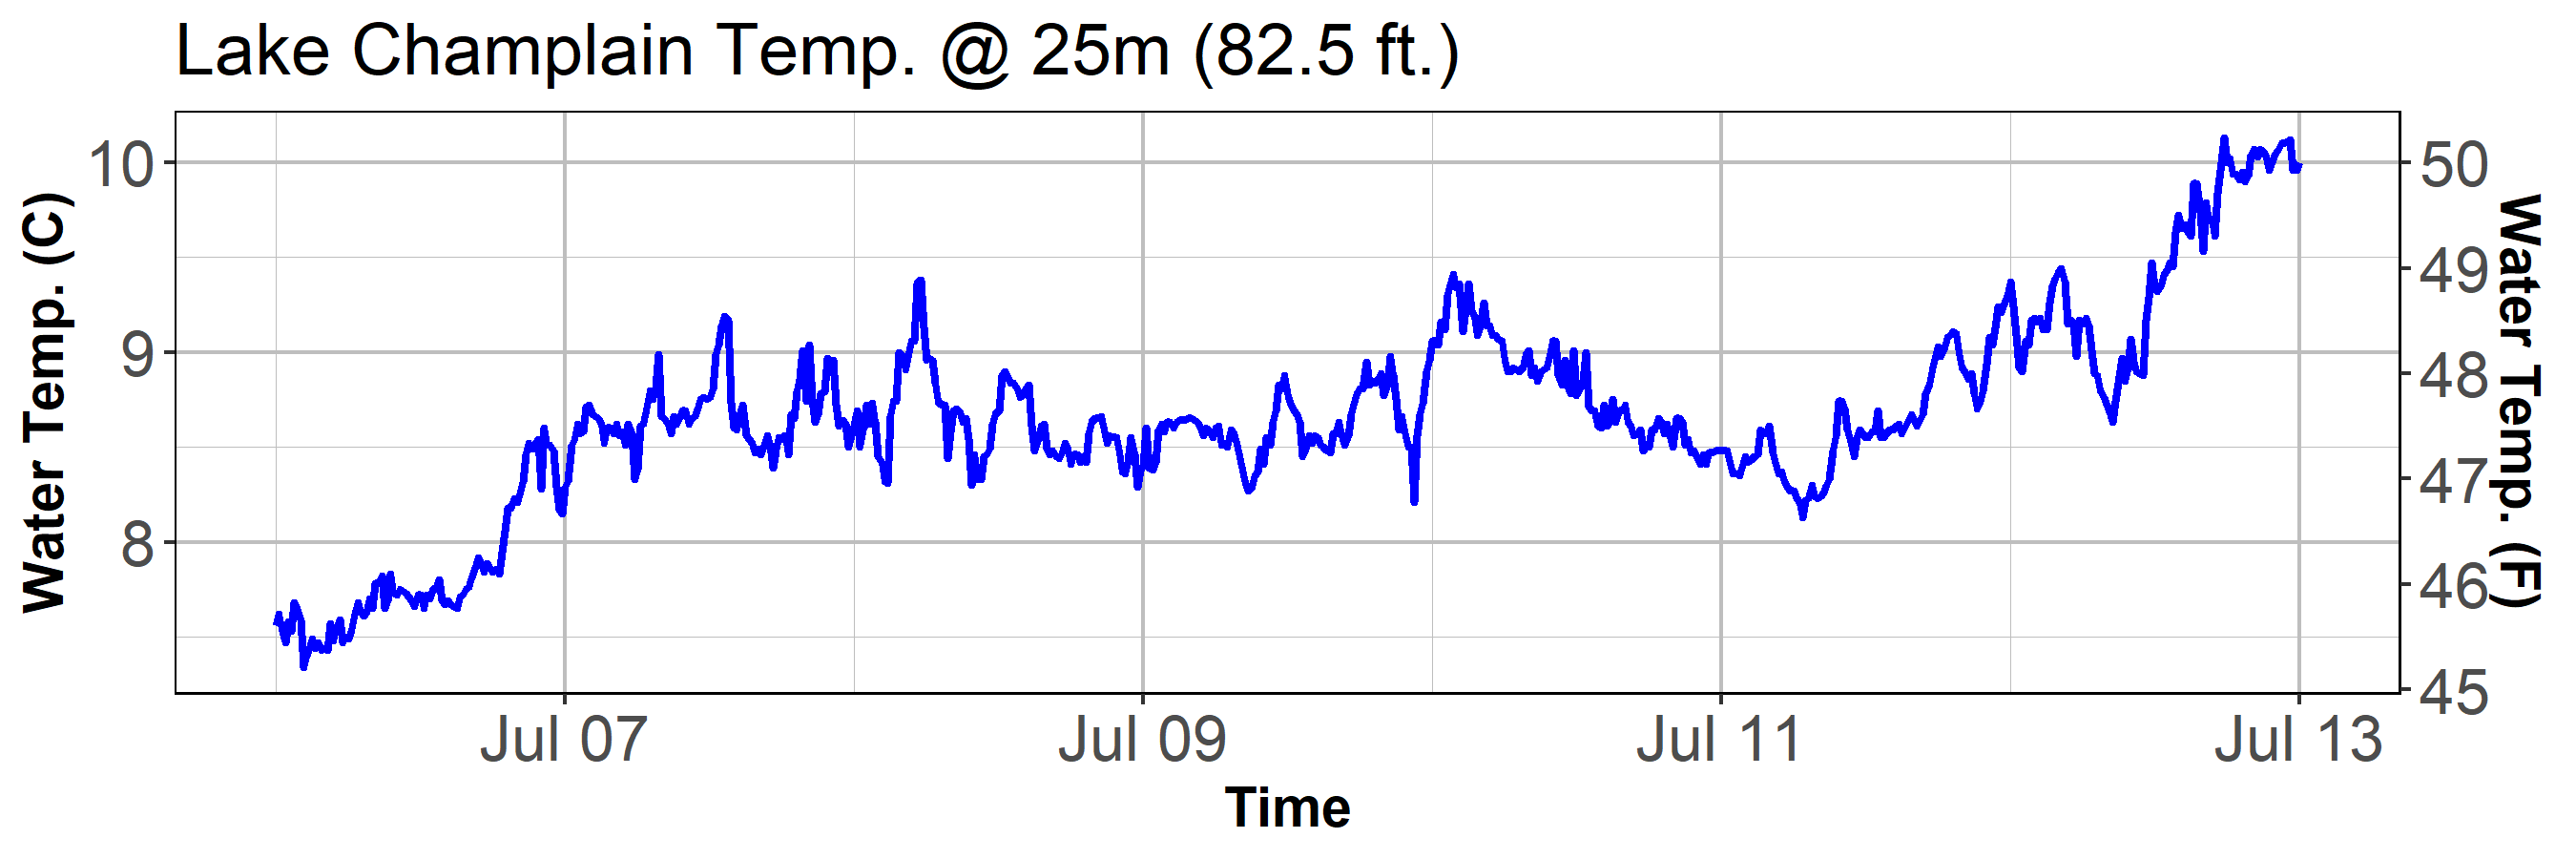 Lake Champlain Temp. @ 25m (82.5 ft.)
Water Temp. (C)
10
9
8
50
49
48
47
46
45
Water Temp. (F)
Jul 07 Jul 09 Jul 11 Jul 13
Time